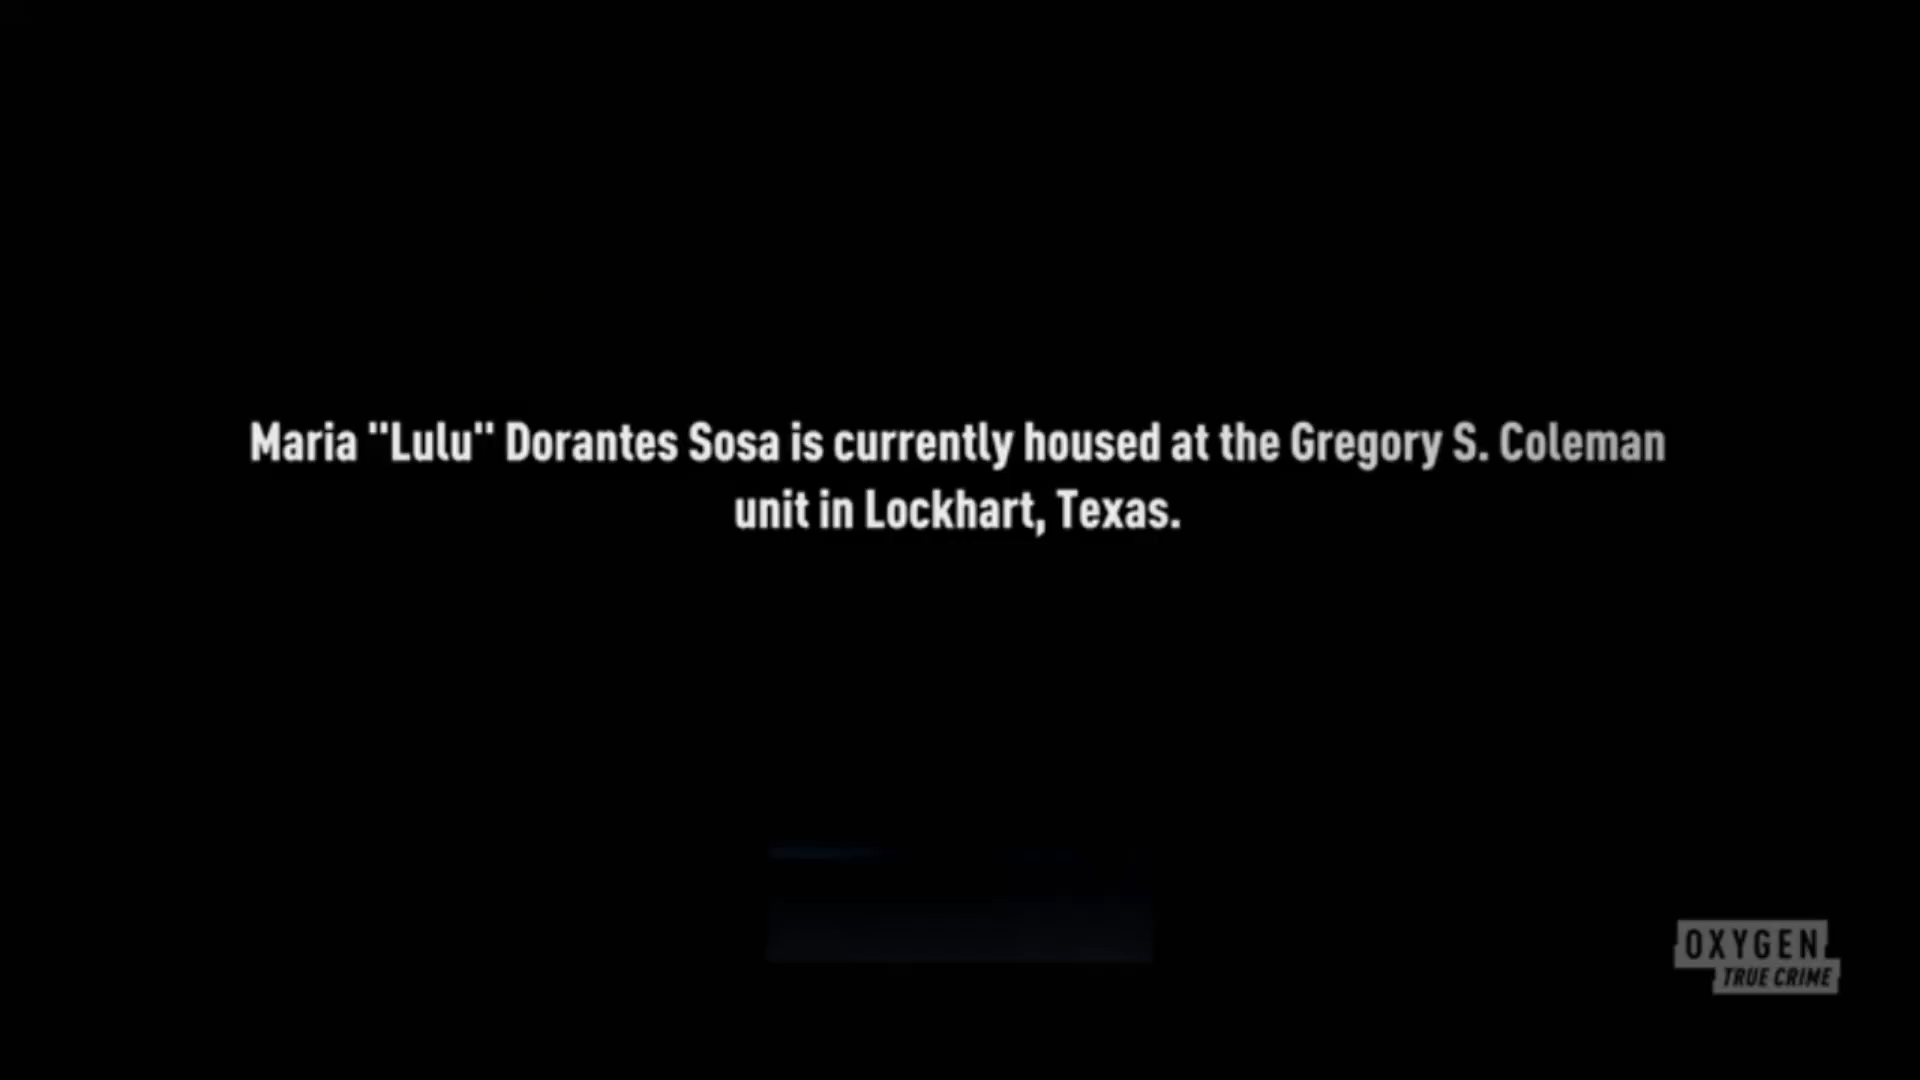 Maria "Lulu" Dorantes Sosa is currently housed at the Gregory S. Coleman
unit in Lockhart, Texas.
OXYGEN
TRUE CRIME